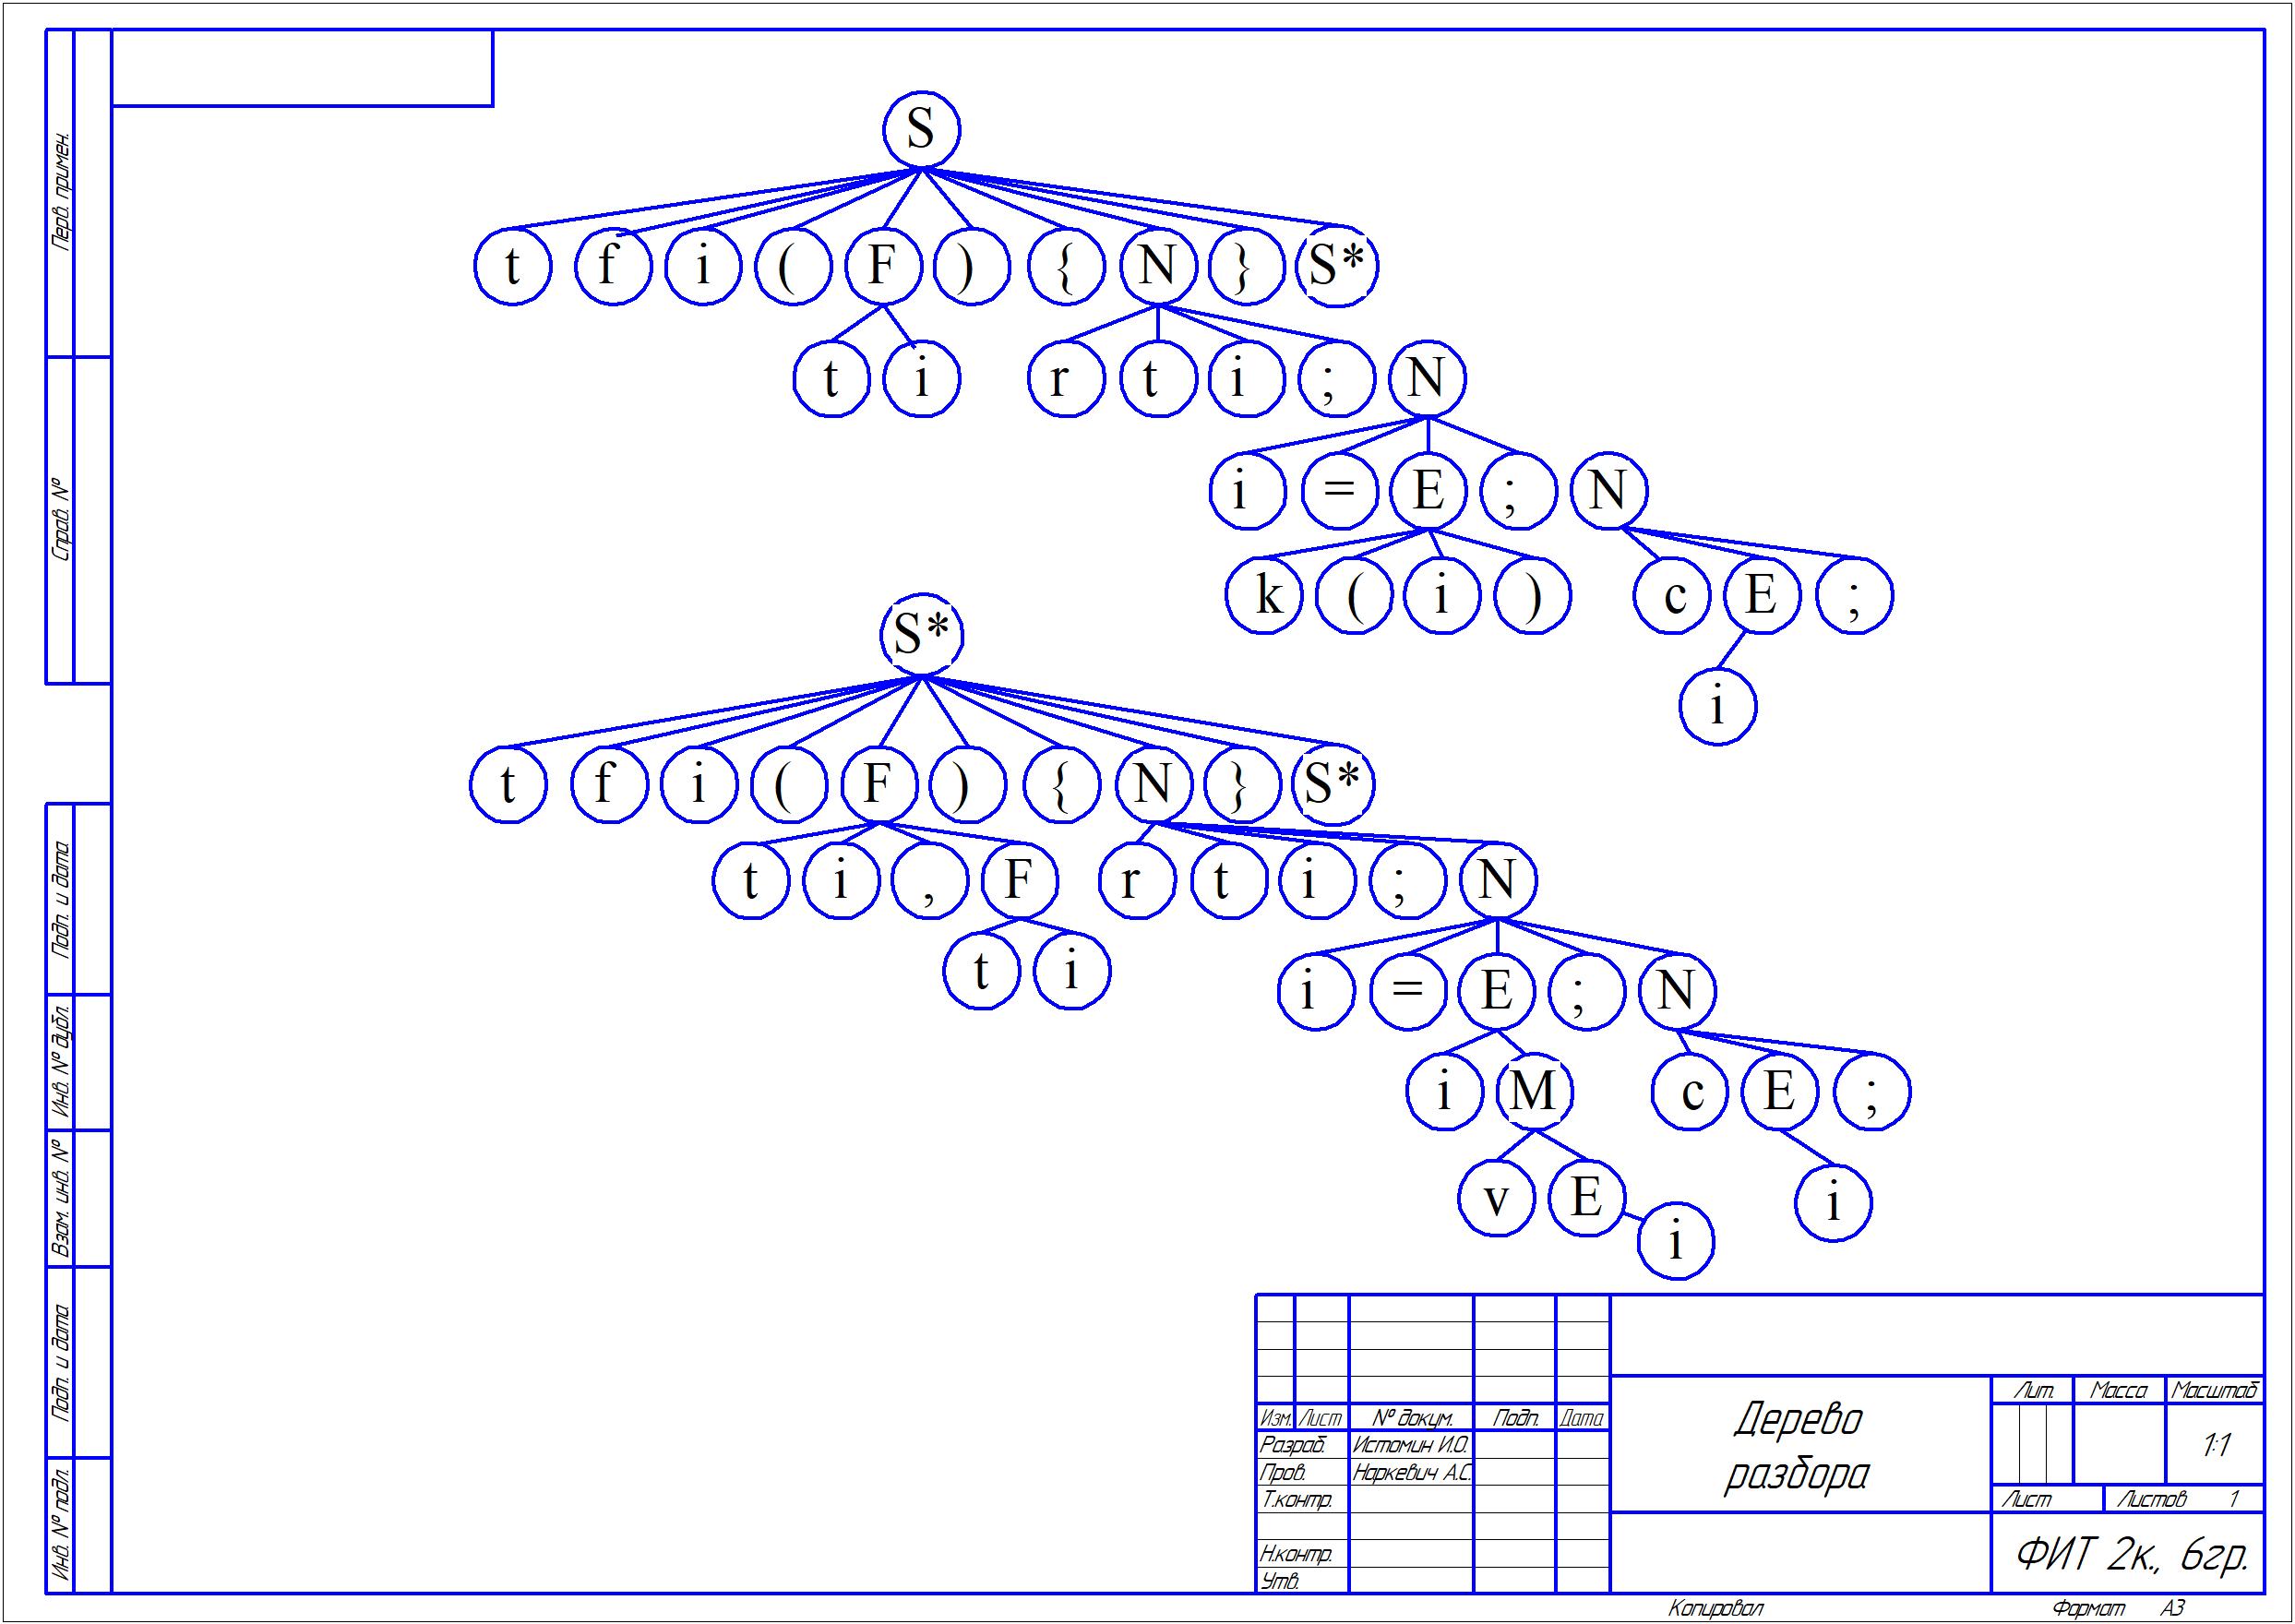 S
t f i ( F ) { N } S*
t i r t i ; N
i = E ; N
k ( i ) c E ;
i
S*
t f i ( F ) { N } S*
t i , F r t i ; N
t i i = E ; N
i M c E ;
v E i i
Перв. примен.
Справ. №
Подп. и дата
Инв. № дубл.
Взам. инв. №
Подп. и дата
Инв. № подл.
Изм. Лист № докум. Подп. Дата
Разраб. Истомин И.О.
Пров. Наркевич А.С.
Т.контр.
Н.контр.
Утв.
Дерево
разбора
Лит. Масса Масштаб
1:1
Лист Листов 1
ФИТ 2к., 6гр.
Копировал Формат А3